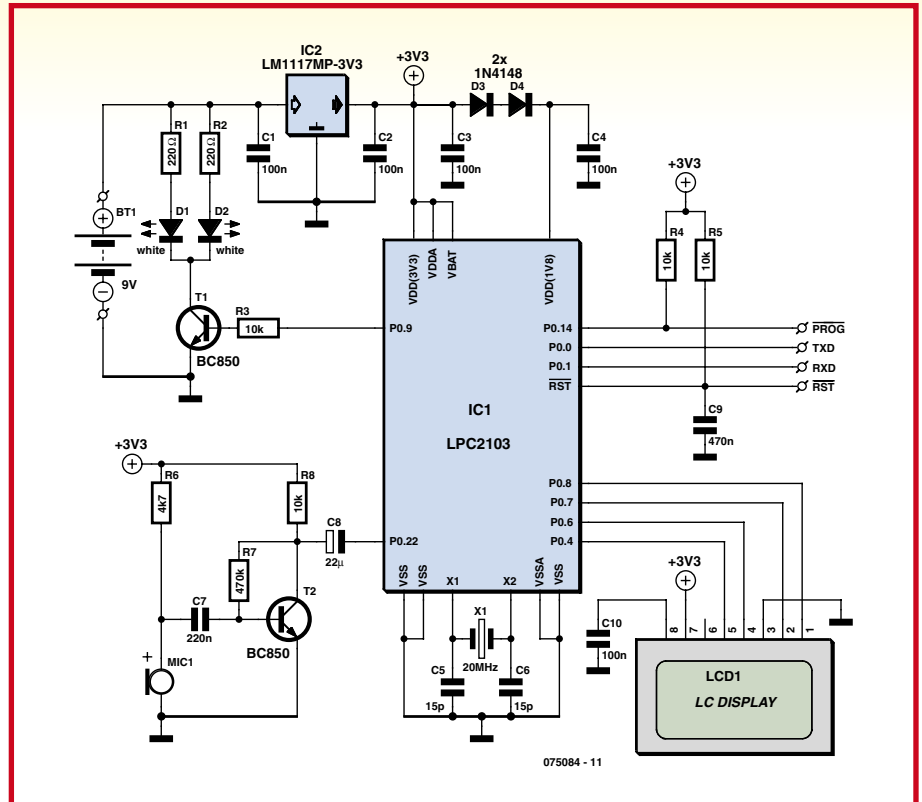 IC2
LM1117MP-3V3
+3V3
2x
1N4148
D3
D4
R1
220Ω
R2
220Ω
C1
100n
C2
100n
C3
100n
C4
100n
+3V3
BT1
9V
D1
white
D2
white
T1
BC850
R3
10k
VDD(3V3)
VDDA
VBAT
VDD(1V8)
R4
10k
R5
10k
P0.9
P0.14
P0.0
P0.1
RST
PROG
TXD
RXD
RST
IC1
LPC2103
C9
470n
+3V3
R6
4k7
R8
10k
R7
470k
C8
22µ
C7
220n
T2
BC850
MIC1
+
P0.22
P0.8
P0.7
P0.6
P0.4
VSS
VSS
X1
X2
VSSA
VSS
X1
20MHz
C5
15p
C6
15p
+3V3
C10
100n
8
7
6
5
4
3
2
1
LCD1
LC DISPLAY
075084 - 11